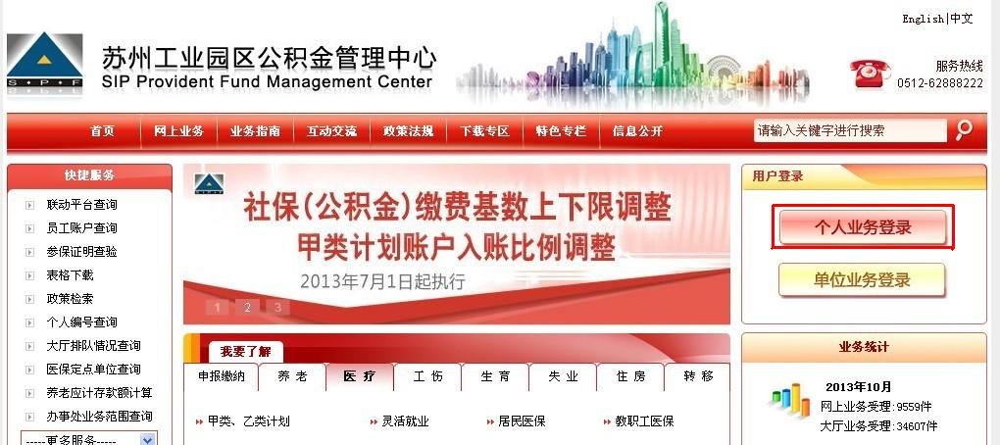 English|中文
S·I·P·F
苏州工业园区公积金管理中心
SIP Provident Fund Management Center
服务热线
0512-62888222
首页 网上业务 业务指南 互动交流 政策法规 下载专区 特色专栏 信息公开
请输入关键字进行搜索
快捷服务
联动平台查询
员工账户查询
参保证明查验
表格下载
政策检索
个人编号查询
大厅排队情况查询
医保定点单位查询
养老应计存款额计算
办事处业务范围查询
-----更多服务-----
S I P F
社保(公积金)缴费基数上下限调整
甲类计划账户入账比例调整
2013年7月1日起执行
1 2 3
我要了解
申报缴纳 养 老 医 疗 工 伤 生 育 失 业 住 房 转 移
甲类、乙类计划 灵活就业 居民医保 教职工医保
用户登录
个人业务登录
单位业务登录
业务统计
2013年10月
网上业务受理:9559件
大厅业务受理:34607件